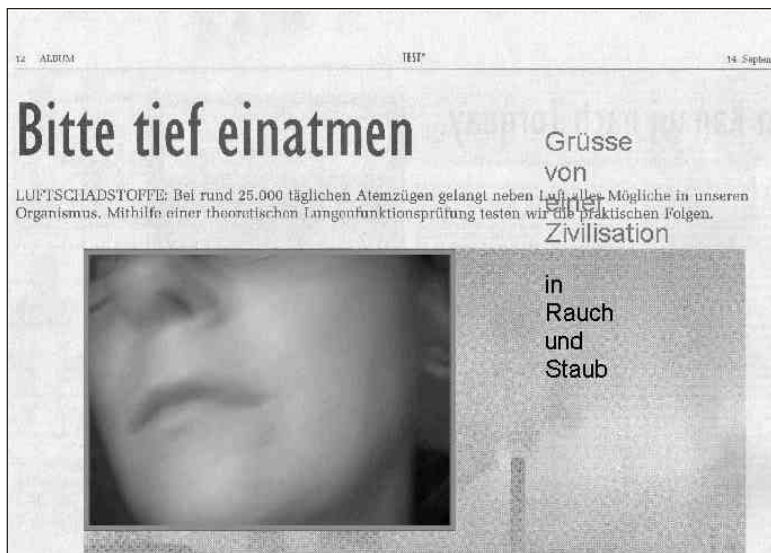 12 ALBUM TEST* 14. Septem
Bitte tief einatmen
LUFTSCHADSTOFFE: Bei rund 25.000 täglichen Atemzügen gelangt neben Luft alles Mögliche in unseren
Organismus. Mithilfe einer theoretischen Lungenfunktionsprüfung testen wir die praktischen Folgen.
Grüsse
von
einer
Zivilisation
in
Rauch
und
Staub